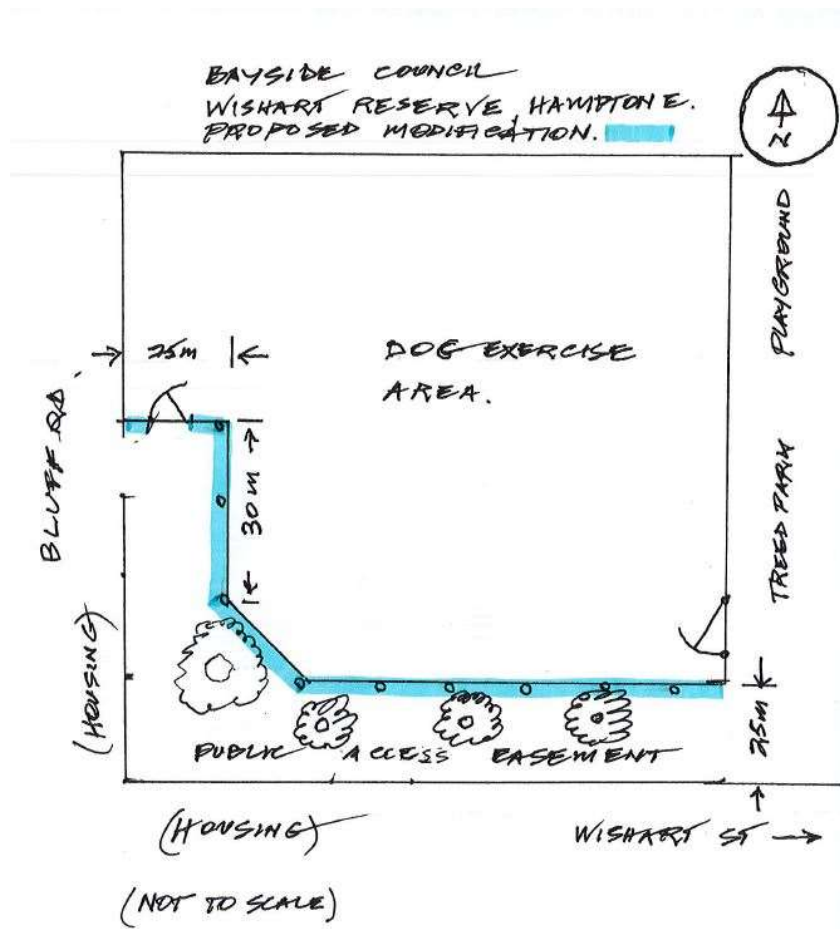 BAYSIDE COUNCIL
WISHART RESERVE, HAMPTON E.
PROPOSED MODIFICATION.
N
PLAYGROUND
25m
DOG EXERCISE
AREA.
BLUFF RD.
30m
TREED PARK
(HOUSING)
25m
PUBLIC ACCESS EASEMENT
(HOUSING)
WISHART ST
(NOT TO SCALE)